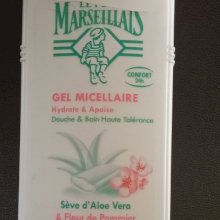 LE PETIT
MARSEILLAIS
CONFORT
24h
GEL MICELLAIRE
Hydrate & Apaise
Douche & Bain Haute Tolérance
Sève d'Aloe Vera
& Fleur de Pommier